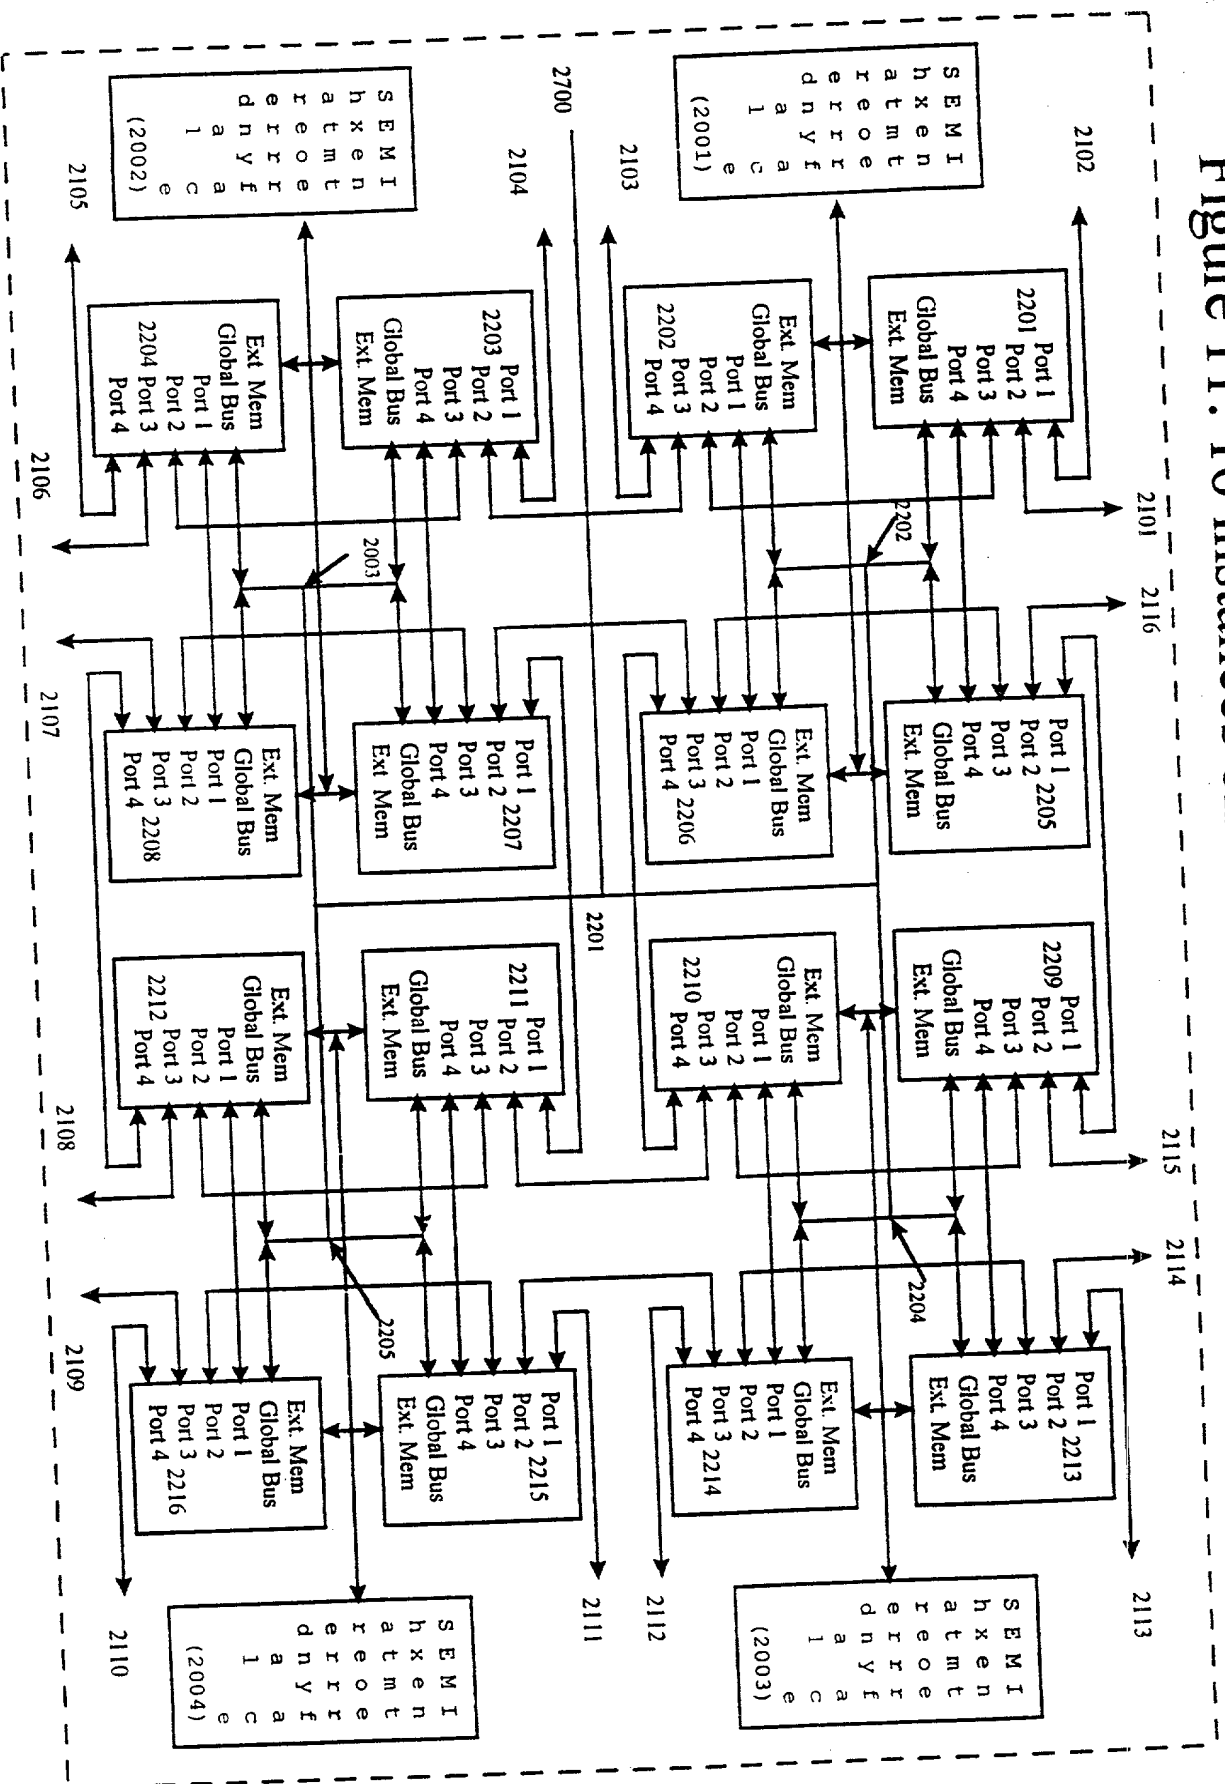 Figure 11. 16
2102
2101
2116
2115
2114
2113
S E M I
h x e n
a t m t
r e o e
e r r r
d n y f
a a
l c
e
(2001)
Port 1
2201 Port 2
Port 3
Port 4
Global Bus
Ext. Mem
Port 1
Port 2 2205
Port 3
Port 4
Global Bus
Ext. Mem
Port 1
2209 Port 2
Port 3
Port 4
Global Bus
Ext. Mem
Port 1
Port 2 2213
Port 3
Port 4
Global Bus
Ext. Mem
S E M I
h x e n
a t m t
r e o e
e r r r
d n y f
a a
l c
e
(2003)
2202
2204
Ext. Mem
Global Bus
Port 1
Port 2
2202 Port 3
Port 4
Ext. Mem
Global Bus
Port 1
Port 2
Port 3 2206
Port 4
Ext. Mem
Global Bus
Port 1
Port 2
2210 Port 3
Port 4
Ext. Mem
Global Bus
Port 1
Port 2
Port 3 2214
Port 4
2103
2112
2700
2201
2104
2111
S E M I
h x e n
a t m t
r e o e
e r r r
d n y f
a a
l c
e
(2002)
Port 1
2203 Port 2
Port 3
Port 4
Global Bus
Ext. Mem
Port 1
Port 2 2207
Port 3
Port 4
Global Bus
Ext Mem
Port 1
2211 Port 2
Port 3
Port 4
Global Bus
Ext. Mem
Port 1
Port 2 2215
Port 3
Port 4
Global Bus
Ext. Mem
S E M I
h x e n
a t m t
r e o e
e r r r
d n y f
a a
l c
e
(2004)
2003
2205
Ext Mem
Global Bus
Port 1
Port 2
2204 Port 3
Port 4
Ext. Mem
Global Bus
Port 1
Port 2
Port 3 2208
Port 4
Ext. Mem
Global Bus
Port 1
Port 2
2212 Port 3
Port 4
Ext. Mem
Global Bus
Port 1
Port 2
Port 3 2216
Port 4
2105
2106
2107
2108
2109
2110